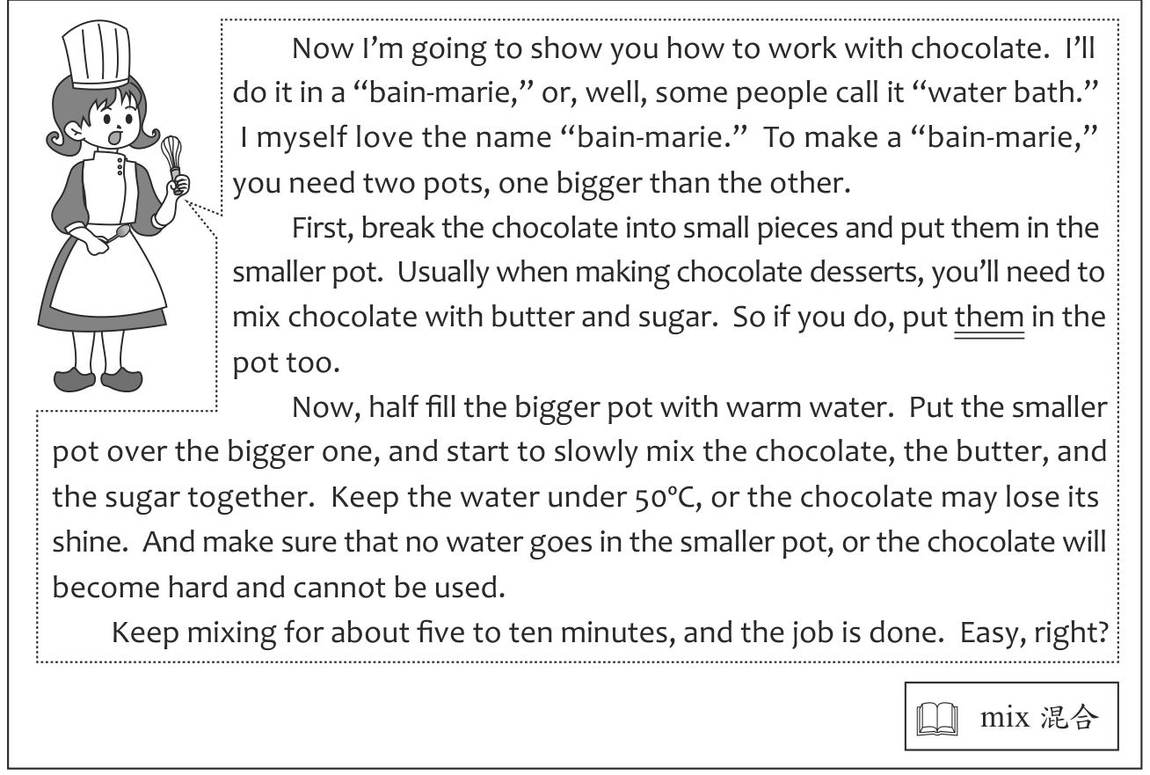 Now I’m going to show you how to work with chocolate. I’ll
do it in a “bain-marie,” or, well, some people call it “water bath.”
I myself love the name “bain-marie.” To make a “bain-marie,”
you need two pots, one bigger than the other.
First, break the chocolate into small pieces and put them in the
smaller pot. Usually when making chocolate desserts, you’ll need to
mix chocolate with butter and sugar. So if you do, put them in the
pot too.
Now, half fill the bigger pot with warm water. Put the smaller
pot over the bigger one, and start to slowly mix the chocolate, the butter, and
the sugar together. Keep the water under 50ºC, or the chocolate may lose its
shine. And make sure that no water goes in the smaller pot, or the chocolate will
become hard and cannot be used.
Keep mixing for about five to ten minutes, and the job is done. Easy, right?
mix 混合